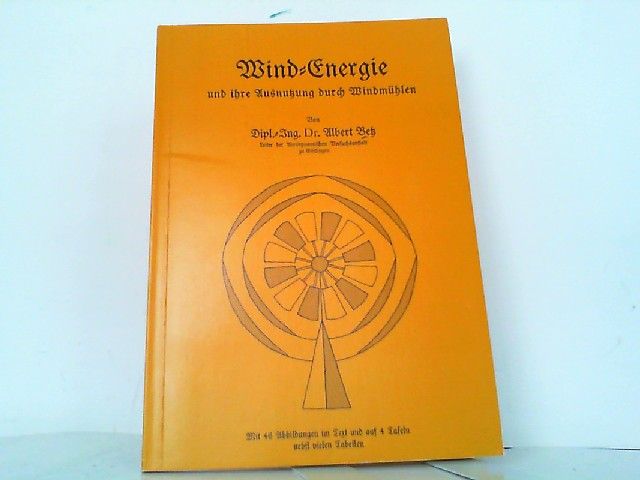 Wind-Energie
und ihre Ausnutzung durch Windmühlen
Von
Dipl.-Ing. Dr. Albert Betz
Leiter der Aerodynamischen Versuchsanstalt
zu Göttingen
Mit 46 Abbildungen im Text und auf 4 Tafeln
nebst vielen Tabellen